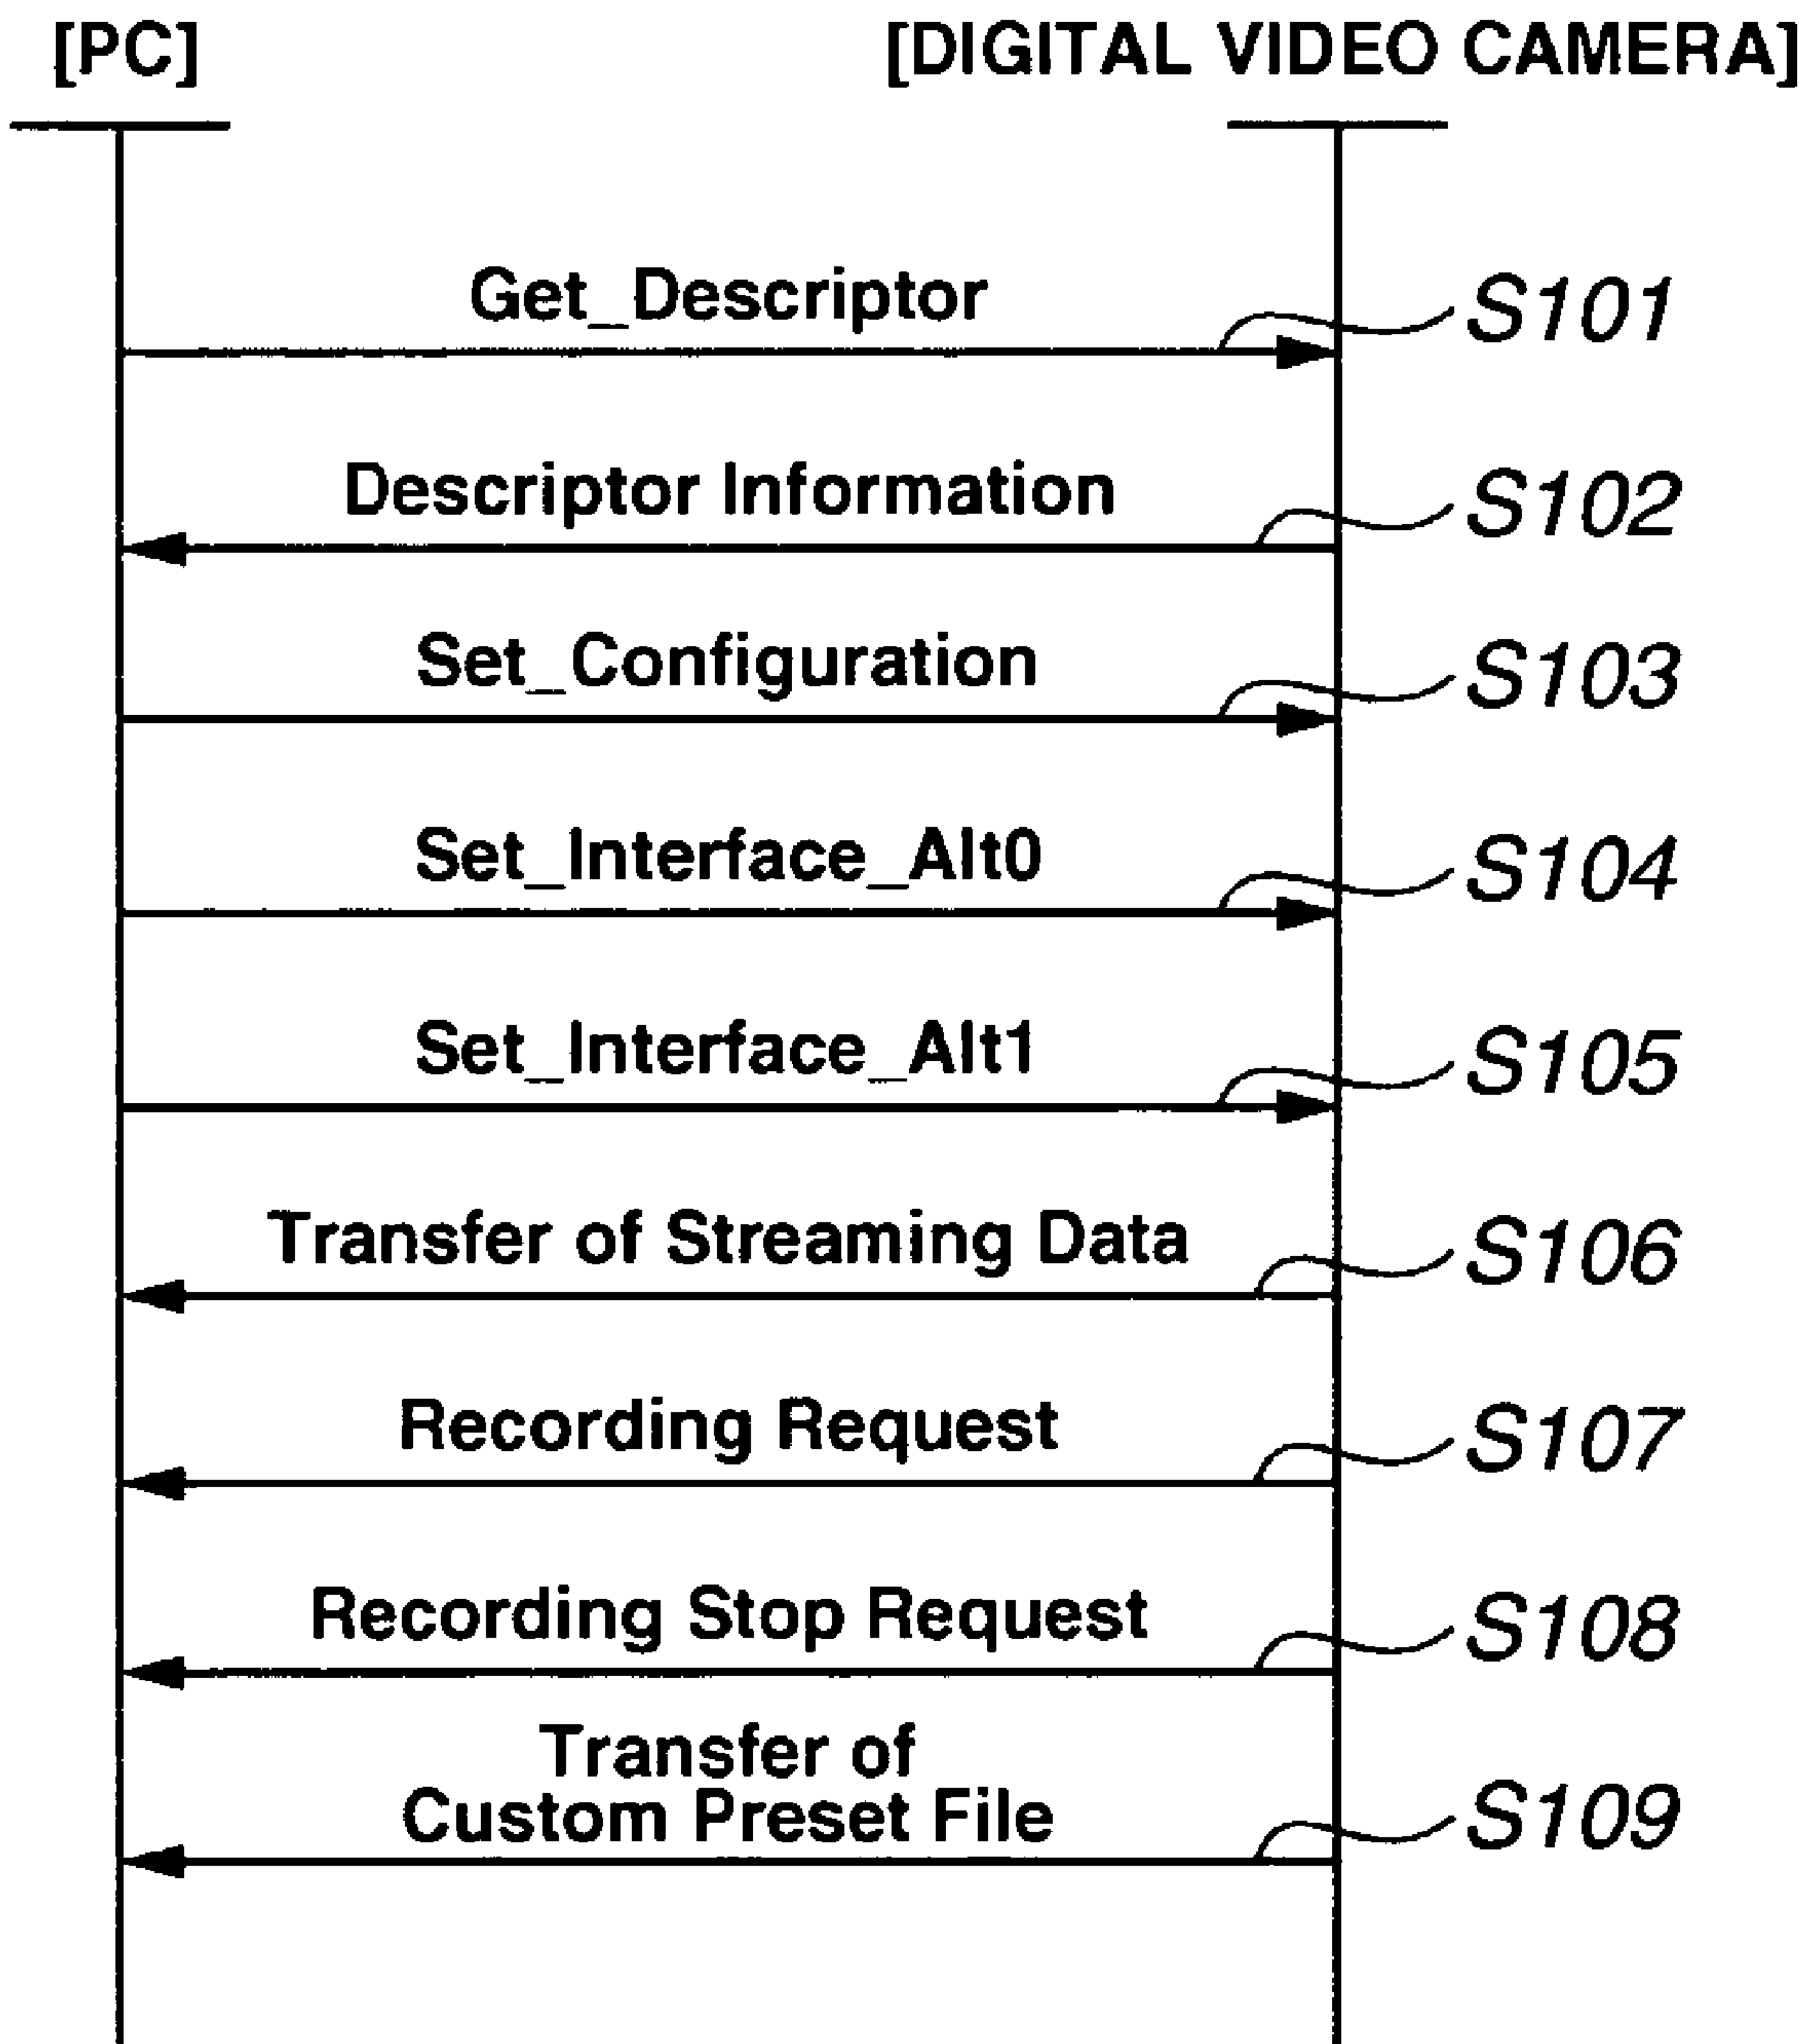 [PC] [DIGITAL VIDEO CAMERA]
Get_Descriptor S101
Descriptor Information S102
Set_Configuration S103
Set_Interface_Alt0 S104
Set_Interface_Alt1 S105
Transfer of Streaming Data S106
Recording Request S107
Recording Stop Request S108
Transfer of
Custom Preset File S109